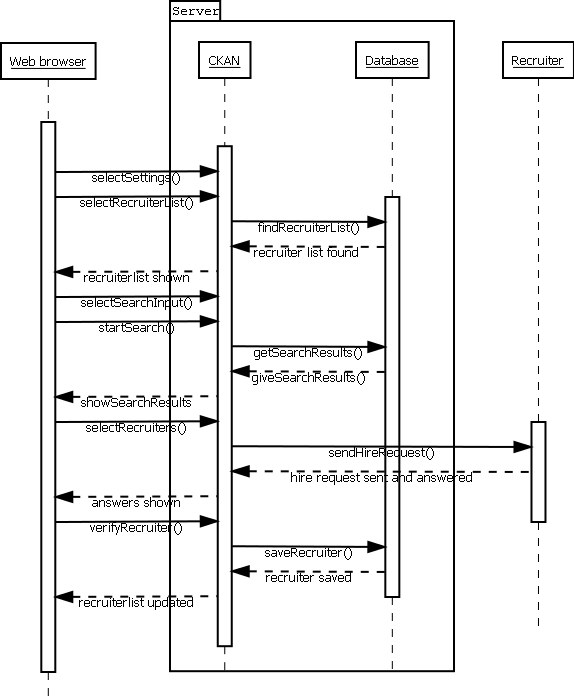 Server
Web browser
CKAN
Database
Recruiter
selectSettings()
selectRecruiterList()
findRecruiterList()
recruiter list found
recruiterlist shown
selectSearchInput()
startSearch()
getSearchResults()
giveSearchResults()
showSearchResults
selectRecruiters()
sendHireRequest()
hire request sent and answered
answers shown
verifyRecruiter()
saveRecruiter()
recruiter saved
recruiterlist updated